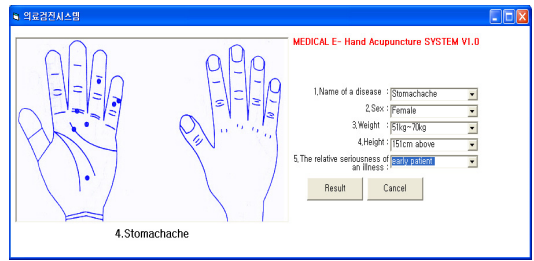 의료검진시스템
MEDICAL E- Hand Acupuncture SYSTEM V1.0
1,Name of a disease : Stomachache
2,Sex : Female
3,Weight : 51kg~70kg
4,Height : 151cm above
5,The relative seriousness of
an illness : early patient
Result Cancel
4.Stomachache